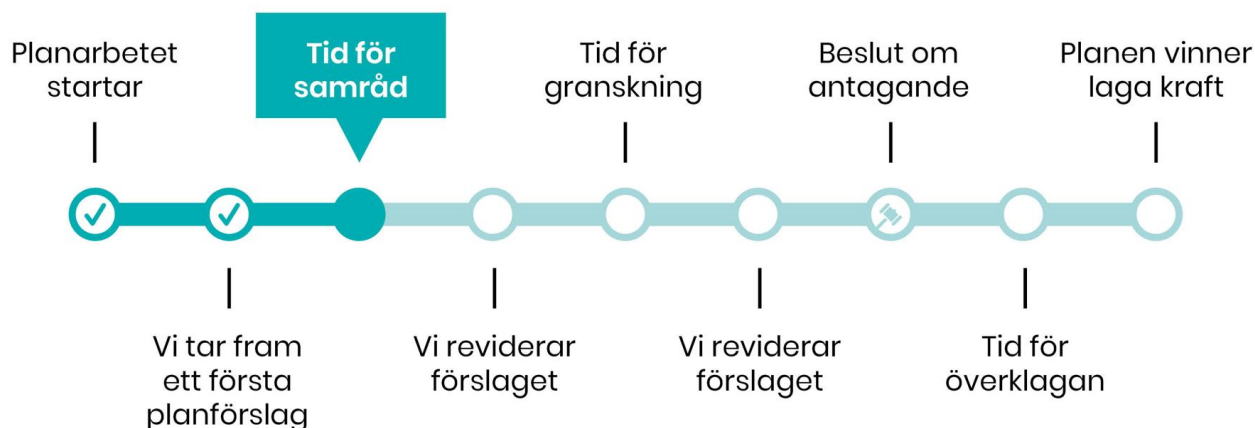 Planarbetet
startar
Tid för
samråd
Tid för
granskning
Beslut om
antagande
Planen vinner
laga kraft
Vi tar fram
ett första
planförslag
Vi reviderar
förslaget
Vi reviderar
förslaget
Tid för
överklagan